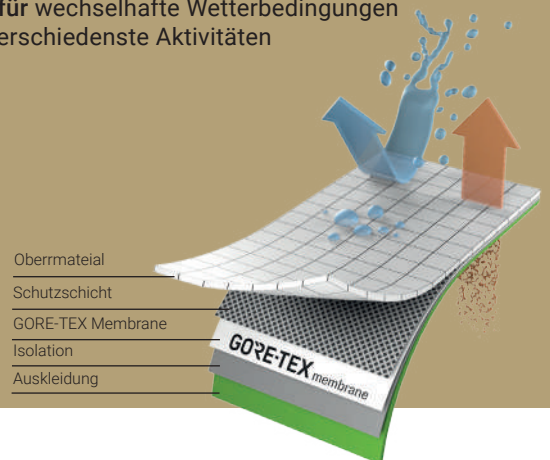 für wechselhafte Wetterbedingungen
erschiedenste Aktivitäten
Oberrmateial
Schutzschicht
GORE-TEX Membrane
Isolation
Auskleidung
GORE-TEX membrane